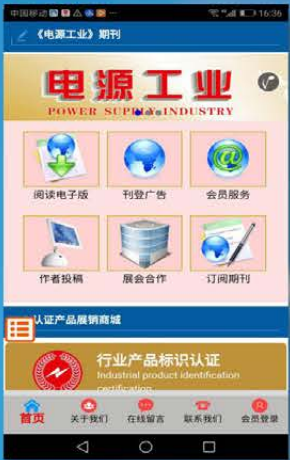 中国移动 16:36
《电源工业》期刊
电源工业
POWER SUPPLY INDUSTRY
阅读电子版 刊登广告 会员服务
作者投稿 展会合作 订阅期刊
认证产品展销商城
行业产品标识认证
Industrial product identification
certification
首页 关于我们 在线留言 联系我们 会员登录